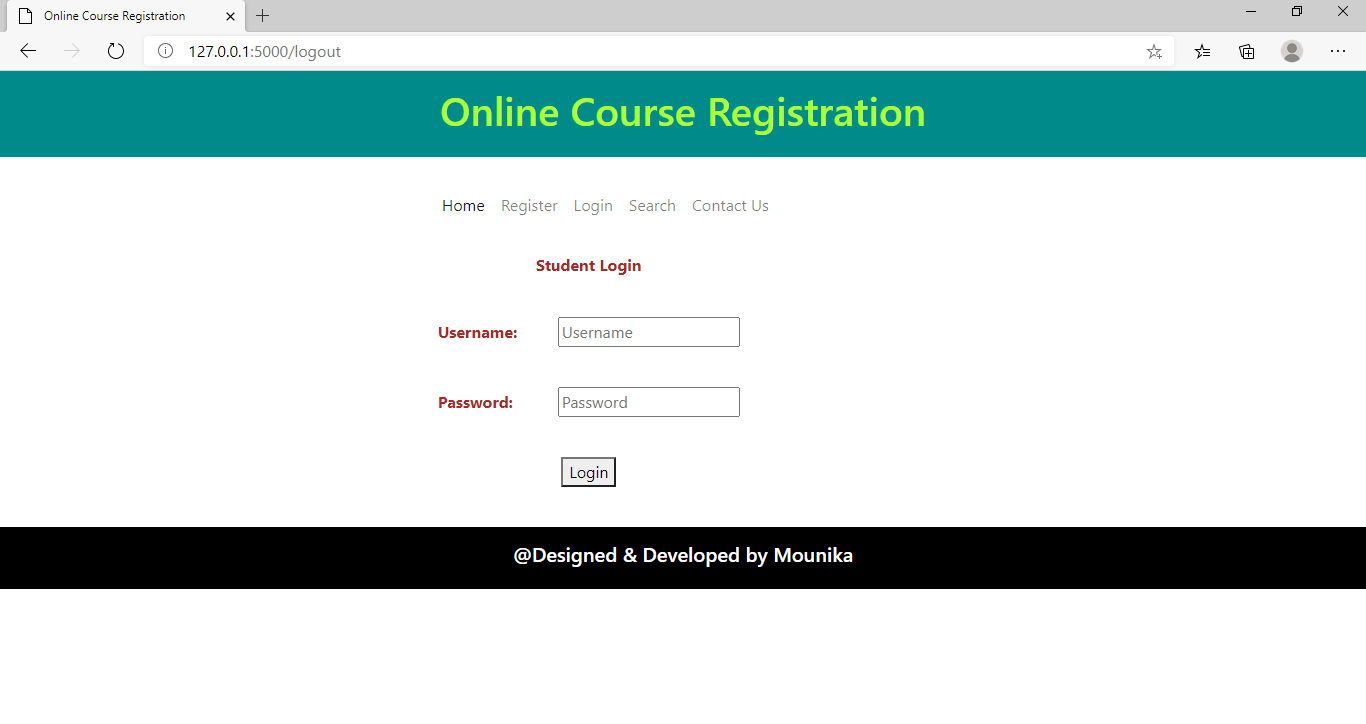 Online Course Registration
127.0.0.1:5000/logout
Online Course Registration
Home Register Login Search Contact Us
Student Login
Username: Username
Password: Password
Login
@Designed & Developed by Mounika